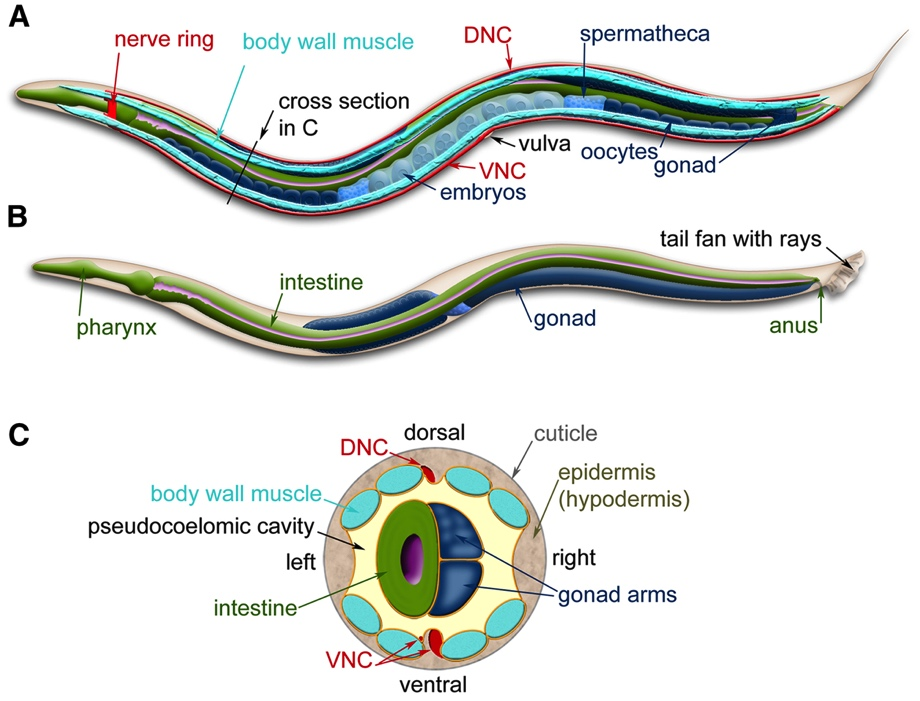 A
nerve ring
body wall muscle
DNC
spermatheca
cross section
in C
vulva
oocytes
gonad
VNC
embryos
B
tail fan with rays
intestine
pharynx
gonad
anus
C
dorsal
DNC
cuticle
epidermis
(hypodermis)
body wall muscle
pseudocoelomic cavity
left
right
intestine
gonad arms
VNC
ventral